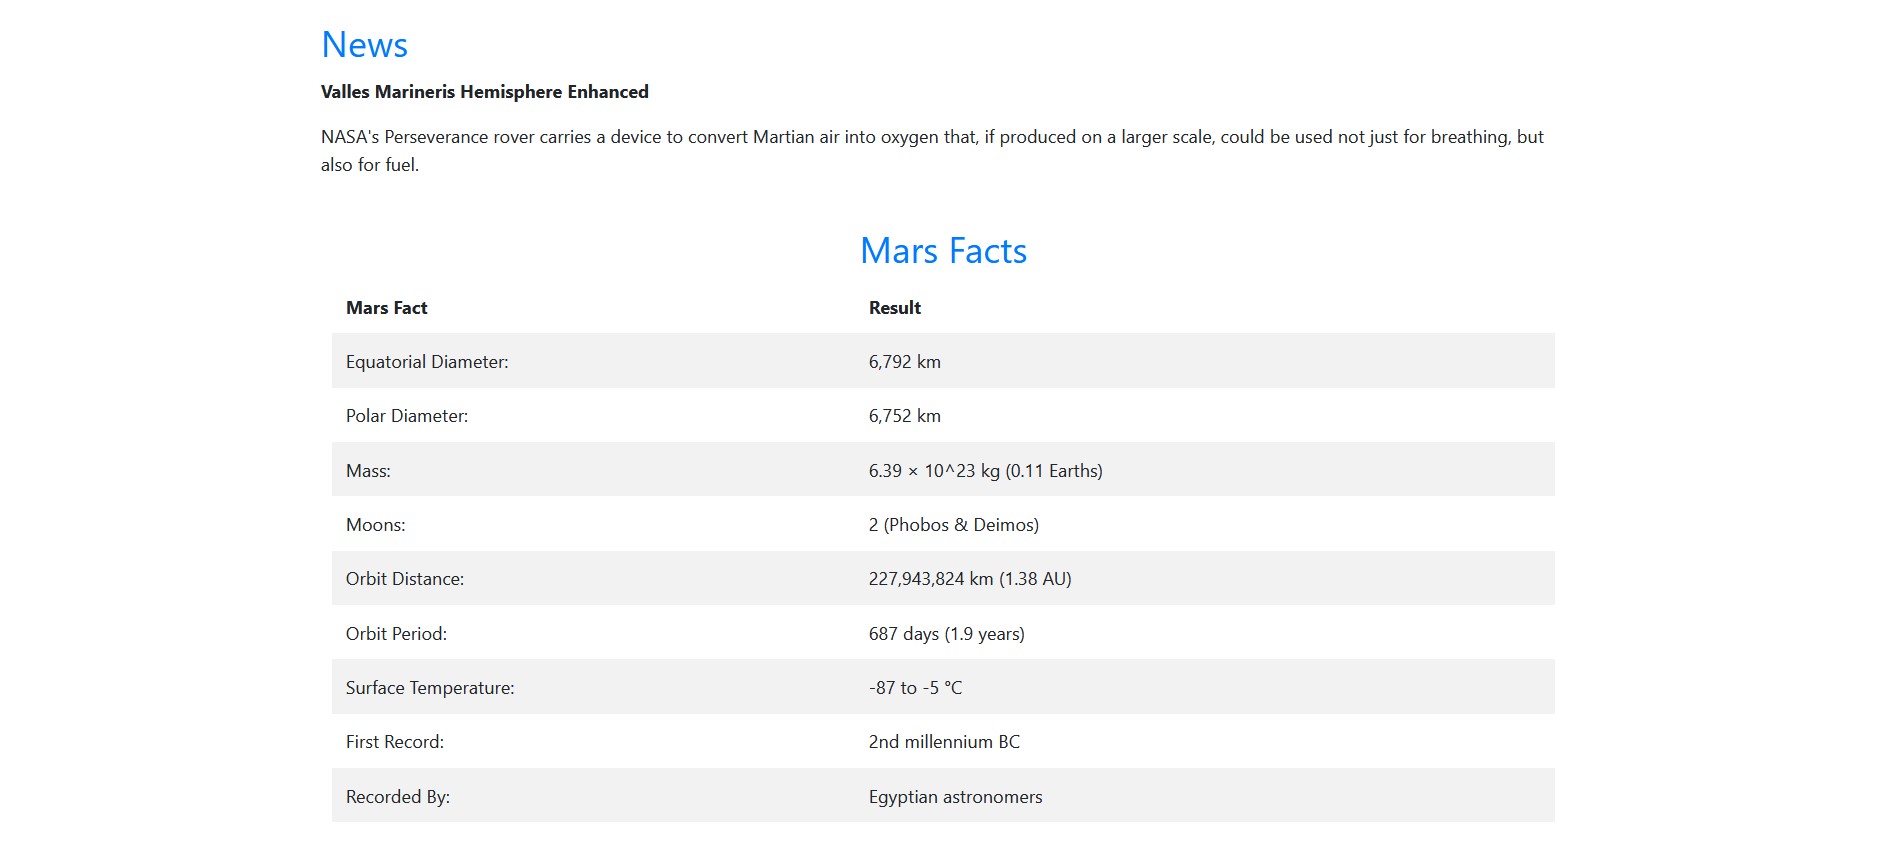 News
Valles Marineris Hemisphere Enhanced
NASA's Perseverance rover carries a device to convert Martian air into oxygen that, if produced on a larger scale, could be used not just for breathing, but
also for fuel.
Mars Facts
Mars Fact Result
Equatorial Diameter: 6,792 km
Polar Diameter: 6,752 km
Mass: 6.39 × 10^23 kg (0.11 Earths)
Moons: 2 (Phobos & Deimos)
Orbit Distance: 227,943,824 km (1.38 AU)
Orbit Period: 687 days (1.9 years)
Surface Temperature: -87 to -5 °C
First Record: 2nd millennium BC
Recorded By: Egyptian astronomers